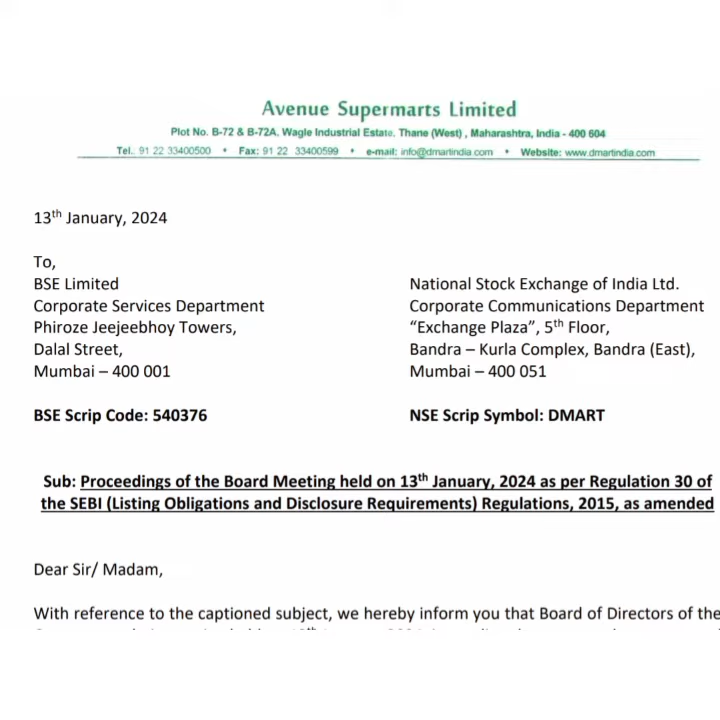 Avenue Supermarts Limited
Plot No. B-72 & B-72A, Wagle Industrial Estate, Thane (West) , Maharashtra, India - 400 604
Tel. 91 22 33400500 • Fax: 91 22 33400599 • e-mail: info@dmartindia.com • Website: www.dmartindia.com
13th January, 2024
To,
BSE Limited
Corporate Services Department
Phiroze Jeejeebhoy Towers,
Dalal Street,
Mumbai – 400 001
National Stock Exchange of India Ltd.
Corporate Communications Department
“Exchange Plaza”, 5th Floor,
Bandra – Kurla Complex, Bandra (East),
Mumbai – 400 051
BSE Scrip Code: 540376
NSE Scrip Symbol: DMART
Sub: Proceedings of the Board Meeting held on 13th January, 2024 as per Regulation 30 of
the SEBI (Listing Obligations and Disclosure Requirements) Regulations, 2015, as amended
Dear Sir/ Madam,
With reference to the captioned subject, we hereby inform you that Board of Directors of the